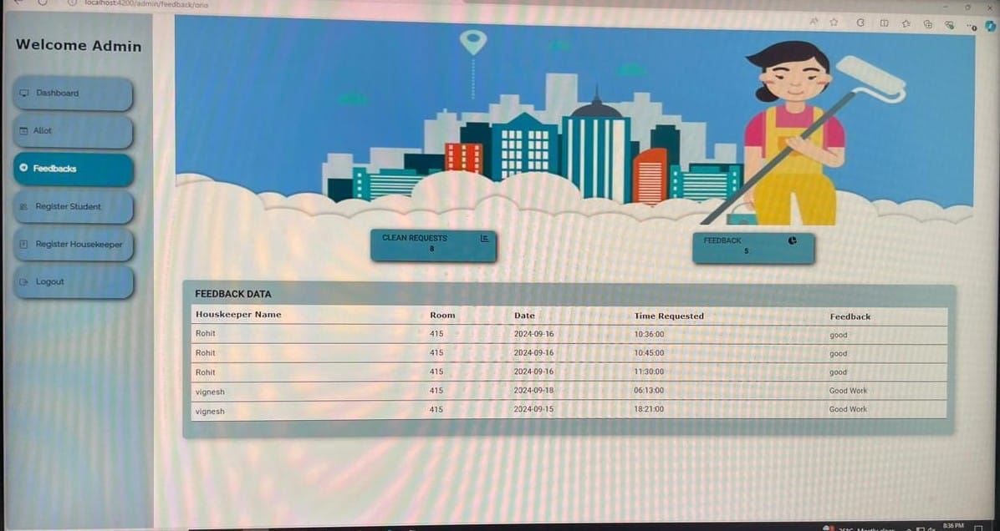 localhost:4200/admin/feedback/ono
Welcome Admin
Dashboard
Allot
Feedbacks
Register Student
Register Housekeeper
Logout
CLEAN REQUESTS
8
FEEDBACK
5
FEEDBACK DATA
Houskeeper Name Room Date Time Requested Feedback
Rohit 415 2024-09-16 10:36:00 good
Rohit 415 2024-09-16 10:45:00 good
Rohit 415 2024-09-16 11:30:00 good
vignesh 415 2024-09-18 06:13:00 Good Work
vignesh 415 2024-09-15 18:21:00 Good Work
8:36 PM